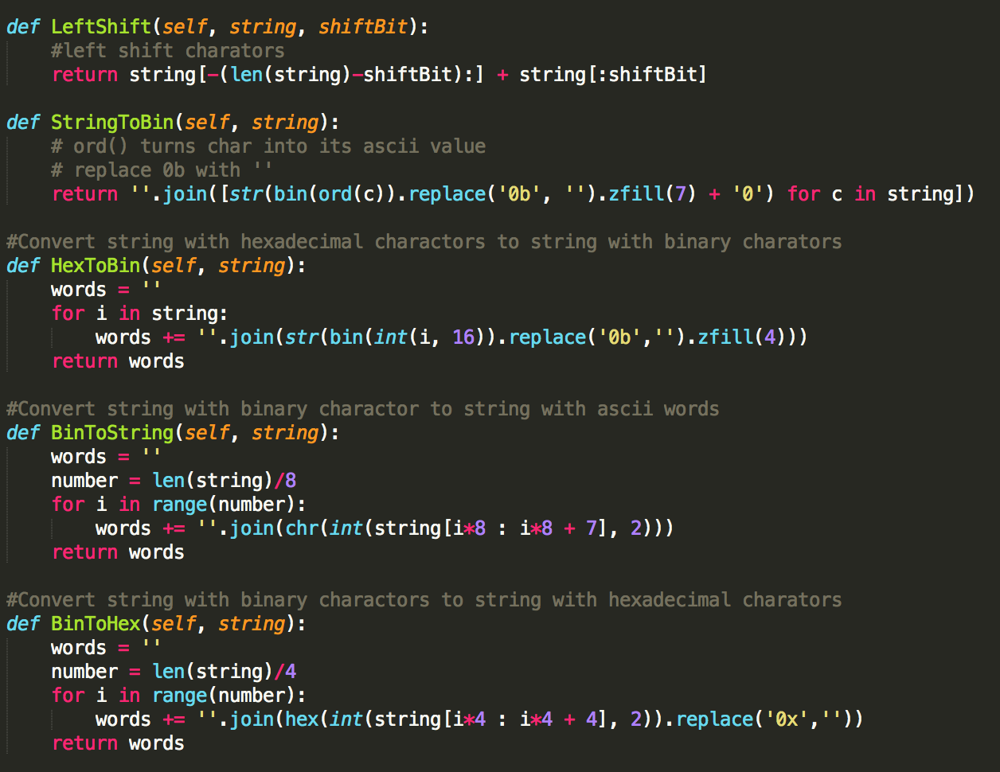 def LeftShift(self, string, shiftBit):
    #left shift charators
    return string[-(len(string)-shiftBit):] + string[:shiftBit]

def StringToBin(self, string):
    # ord() turns char into its ascii value
    # replace 0b with ''
    return ''.join([str(bin(ord(c)).replace('0b', '').zfill(7) + '0') for c in string])

#Convert string with hexadecimal charactors to string with binary charators
def HexToBin(self, string):
    words = ''
    for i in string:
        words += ''.join(str(bin(int(i, 16)).replace('0b','').zfill(4)))
    return words

#Convert string with binary charactor to string with ascii words
def BinToString(self, string):
    words = ''
    number = len(string)/8
    for i in range(number):
        words += ''.join(chr(int(string[i*8 : i*8 + 7], 2)))
    return words

#Convert string with binary charactors to string with hexadecimal charators
def BinToHex(self, string):
    words = ''
    number = len(string)/4
    for i in range(number):
        words += ''.join(hex(int(string[i*4 : i*4 + 4], 2)).replace('0x',''))
    return words